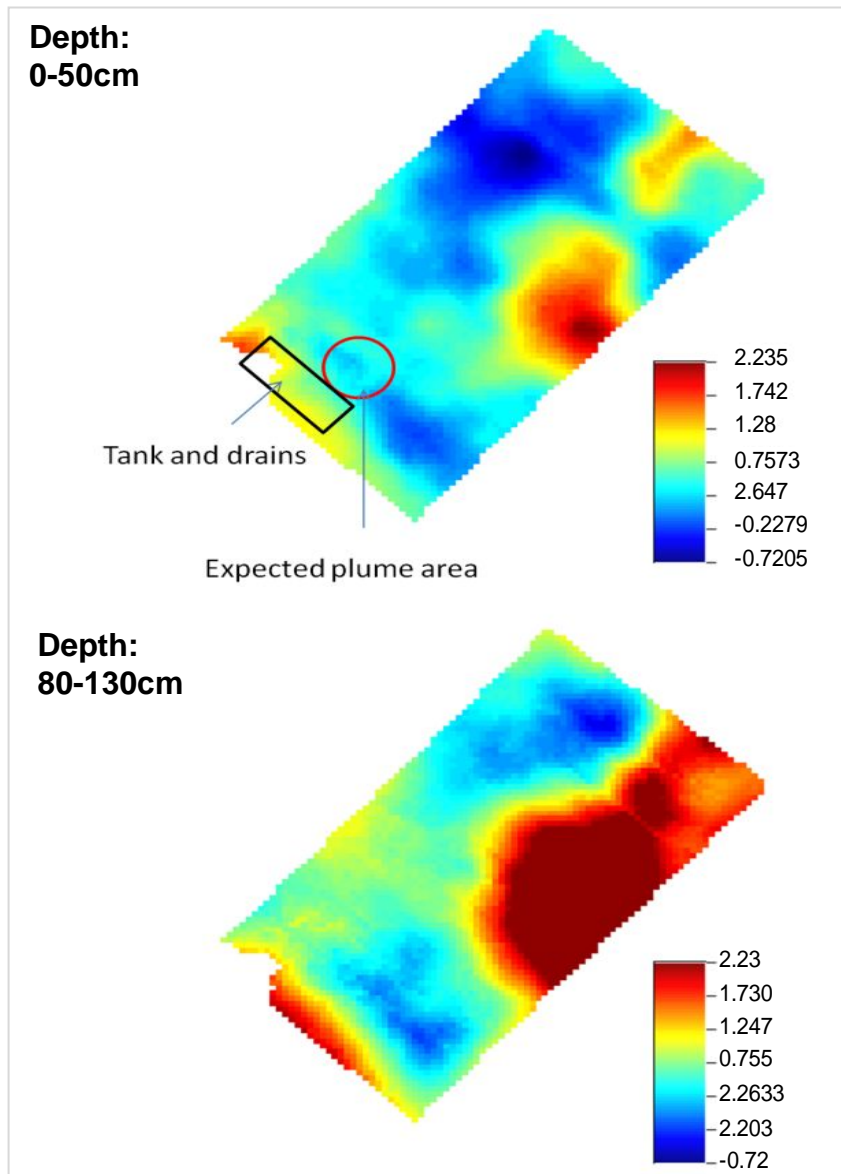 Depth:
0-50cm
2.235
1.742
1.28
0.7573
2.647
-0.2279
-0.7205
Tank and drains
Expected plume area
Depth:
80-130cm
2.23
1.730
1.247
0.755
2.2633
2.203
-0.72